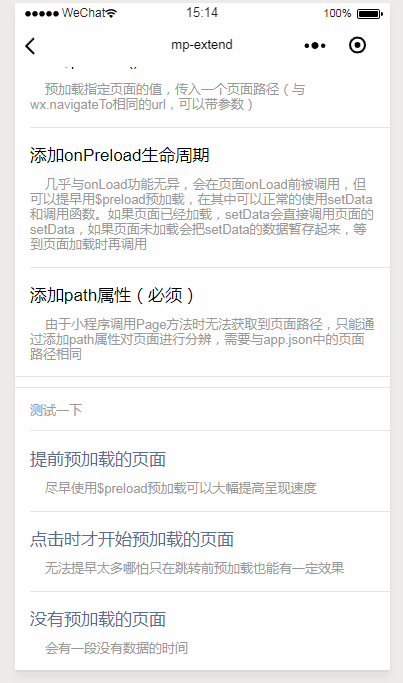 WeChat
15:14
100%
mp-extend
预加载指定页面的值，传入一个页面路径（与
wx.navigateTo相同的url，可以带参数）
添加onPreload生命周期
几乎与onLoad功能无异，会在页面onLoad前被调用，但
可以提早用$preload预加载，在其中可以正常的使用setData
和调用函数。如果页面已经加载，setData会直接调用页面的
setData，如果页面未加载会把setData的数据暂存起来，等
到页面加载时再调用
添加path属性（必须）
由于小程序调用Page方法时无法获取到页面路径，只能通
过添加path属性对页面进行分辨，需要与app.json中的页面
路径相同
测试一下
提前预加载的页面
尽早使用$preload预加载可以大幅提高呈现速度
点击时才开始预加载的页面
无法提早太多哪怕只在跳转前预加载也能有一定效果
没有预加载的页面
会有一段没有数据的时间